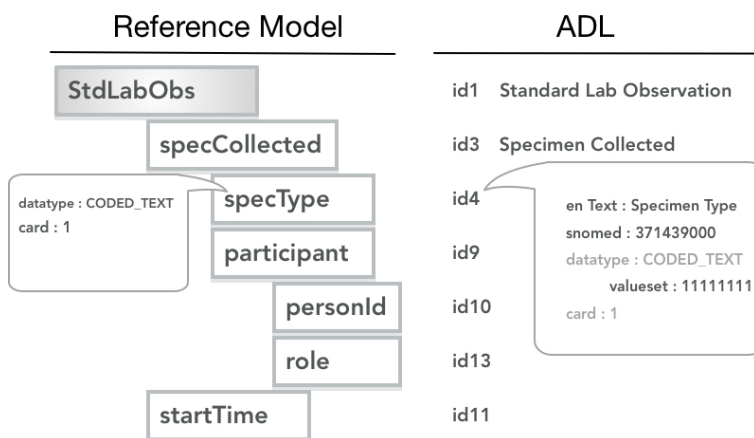 Reference Model
ADL
StdLabObs
id1 Standard Lab Observation
specCollected
id3 Specimen Collected
datatype : CODED_TEXT
card : 1
specType
id4
en Text : Specimen Type
snomed : 371439000
datatype : CODED_TEXT
valueset : 11111111
card : 1
participant
id9
personId
id10
role
id13
startTime
id11